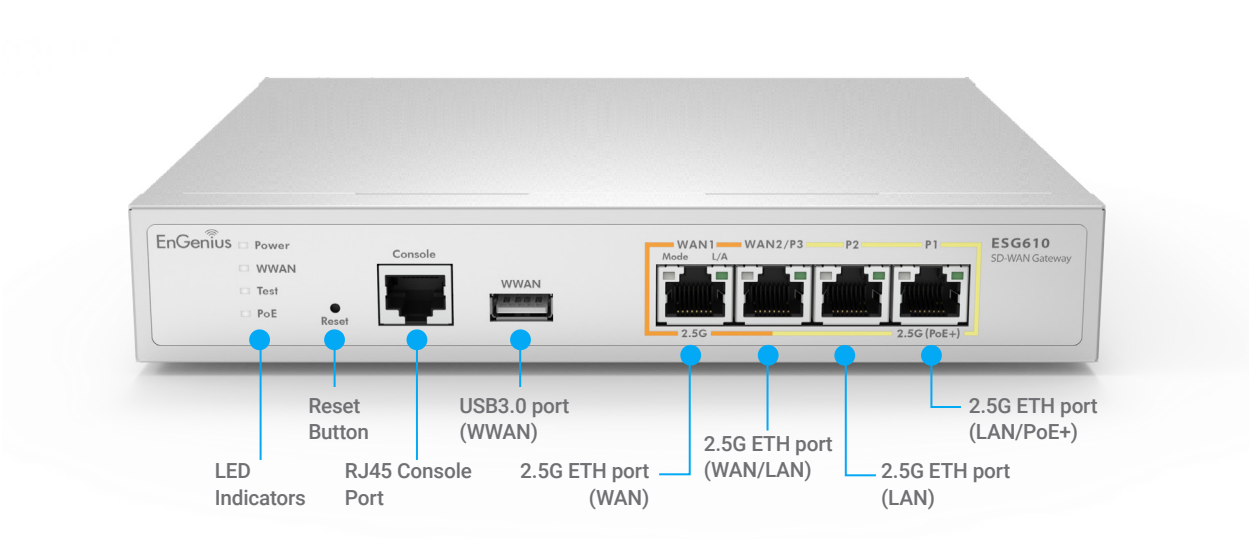 EnGenius
Power
WWAN
Test
PoE
Reset
Console
WWAN
WAN1
WAN2/P3
P2
P1
Mode
L/A
2.5G
2.5G (PoE+)
ESG610
SD-WAN Gateway
LED
Indicators
Reset
Button
RJ45 Console
Port
USB3.0 port
(WWAN)
2.5G ETH port
(WAN)
2.5G ETH port
(WAN/LAN)
2.5G ETH port
(LAN)
2.5G ETH port
(LAN/PoE+)